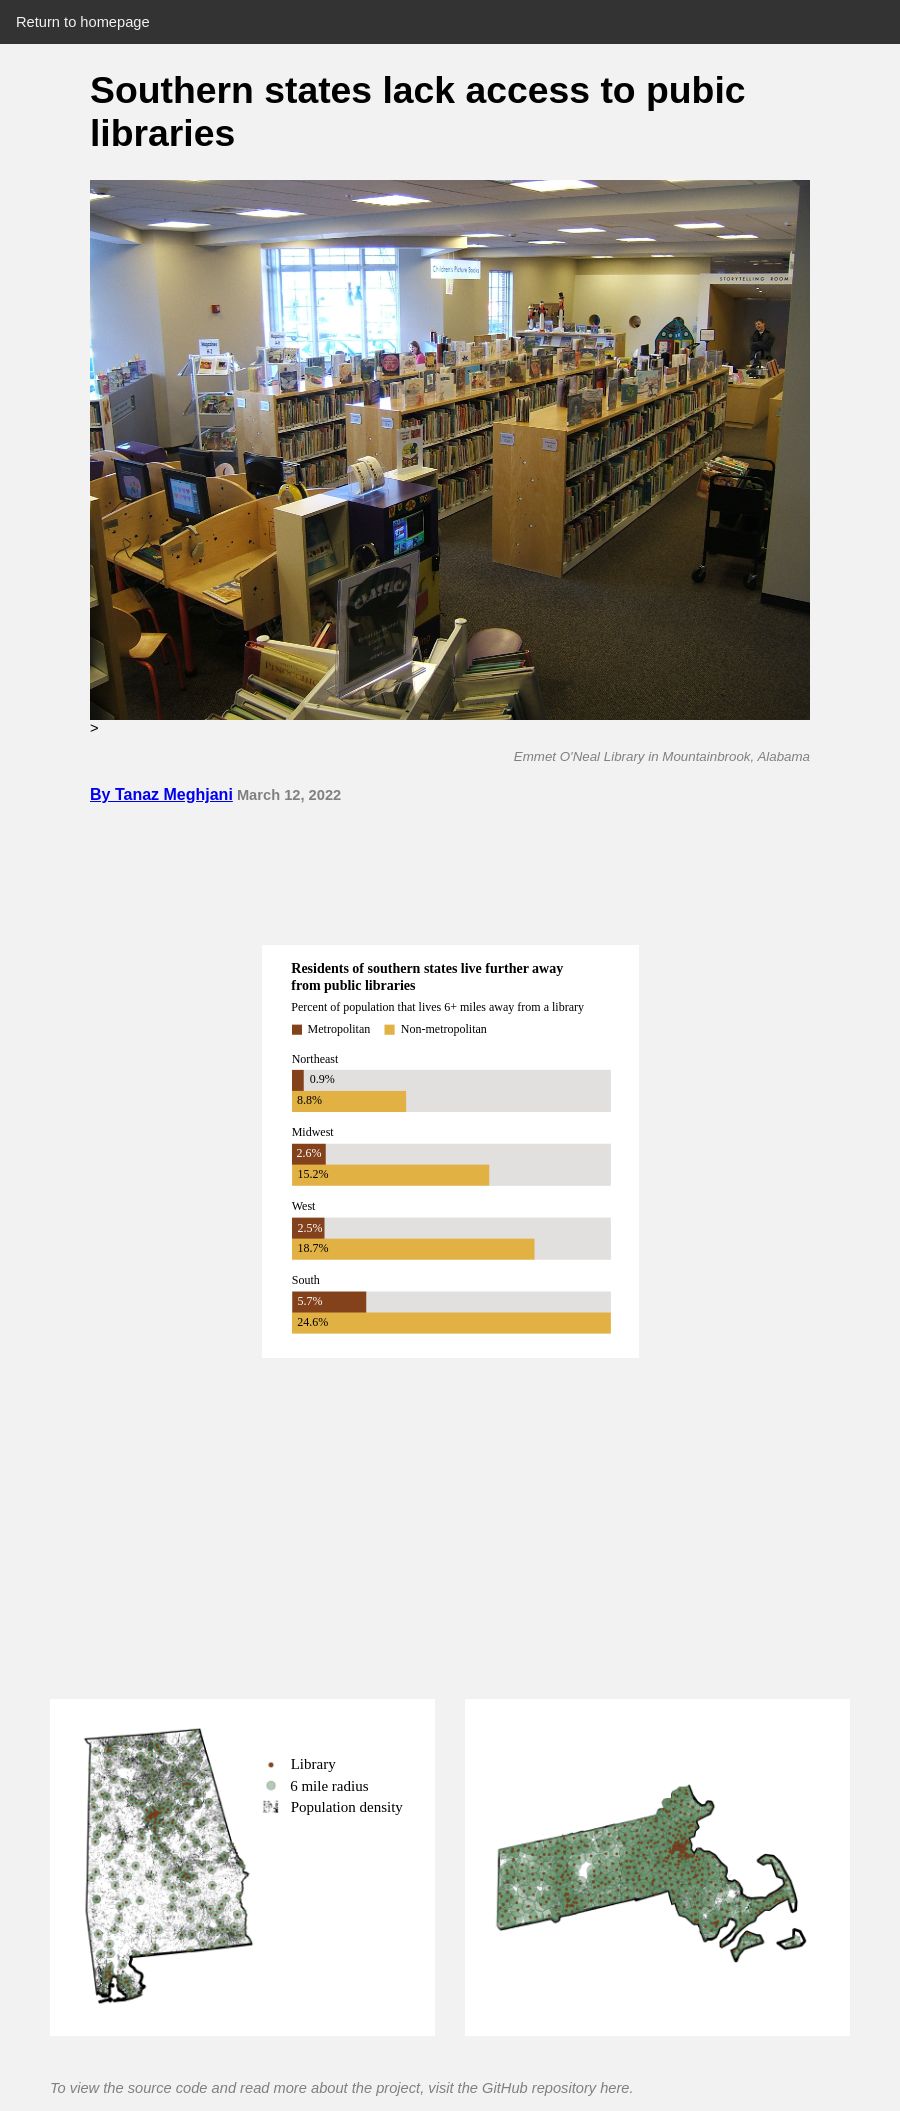 Return to homepage
Southern states lack access to pubic
libraries
Children's Picture Books
STORYTELLING ROOM
Magazines
CLASSICS
>
Emmet O'Neal Library in Mountainbrook, Alabama
By Tanaz Meghjani March 12, 2022
Residents of southern states live further away
from public libraries
Percent of population that lives 6+ miles away from a library
Metropolitan Non-metropolitan
Northeast
0.9%
8.8%
Midwest
2.6%
15.2%
West
2.5%
18.7%
South
5.7%
24.6%
Library
6 mile radius
Population density
To view the source code and read more about the project, visit the GitHub repository here.